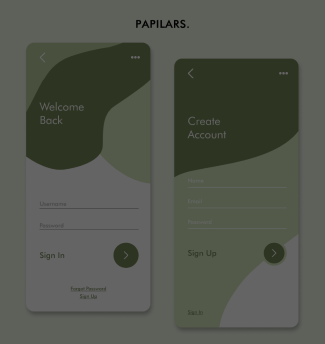 PAPILARS.
Welcome
Back
Username
Password
Sign In
Forgot Password
Sign Up
Create
Account
Name
Email
Password
Sign Up
Sign In